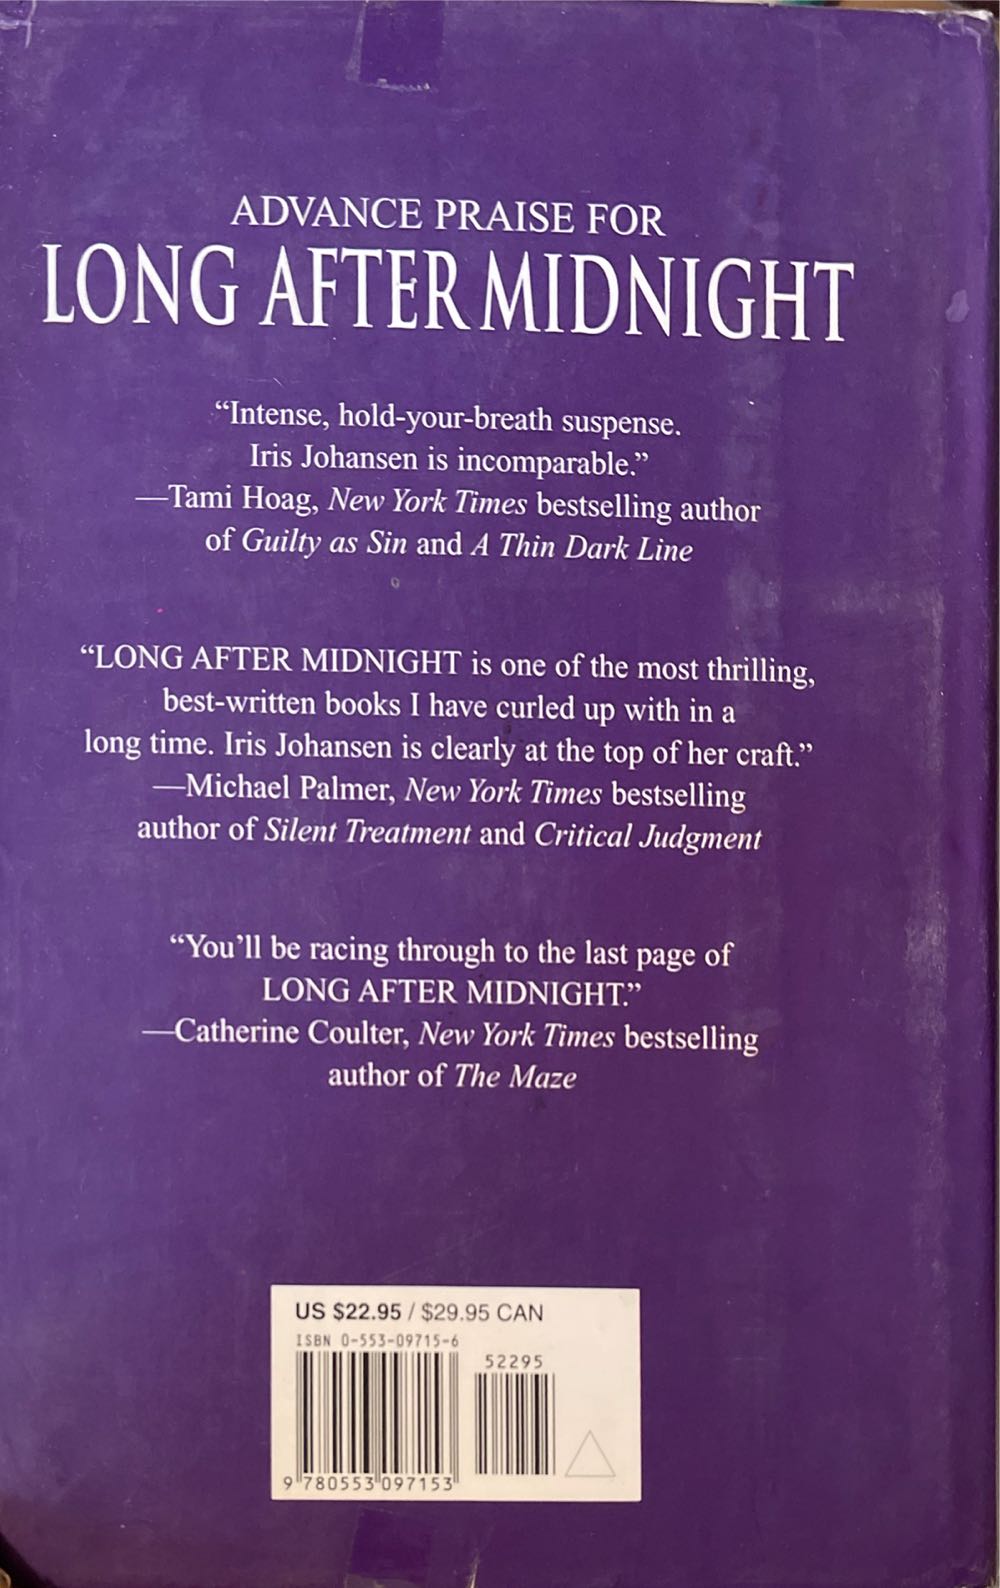 ADVANCE PRAISE FOR
LONG AFTER MIDNIGHT
“Intense, hold-your-breath suspense.
Iris Johansen is incomparable.”
—Tami Hoag, New York Times bestselling author
of Guilty as Sin and A Thin Dark Line
“LONG AFTER MIDNIGHT is one of the most thrilling,
best-written books I have curled up with in a
long time. Iris Johansen is clearly at the top of her craft.”
—Michael Palmer, New York Times bestselling
author of Silent Treatment and Critical Judgment
“You’ll be racing through to the last page of
LONG AFTER MIDNIGHT.”
—Catherine Coulter, New York Times bestselling
author of The Maze
US $22.95 / $29.95 CAN
ISBN 0-553-09715-6
52295
9 780553 097153